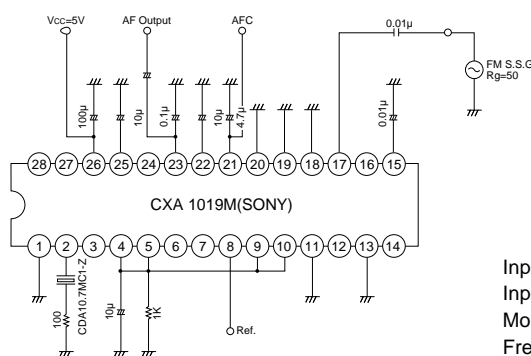 Vcc=5V AF Output AFC 0.01µ
FM S.S.G
Rg=50
100µ 10µ 0.1µ 10µ 4.7µ 0.01µ
28 27 26 25 24 23 22 21 20 19 18 17 16 15
CXA 1019M(SONY)
1 2 3 4 5 6 7 8 9 10 11 12 13 14
CDA10.7MC1-Z
100 10µ 1K Ref.
Inp
Inp
Mo
Fre